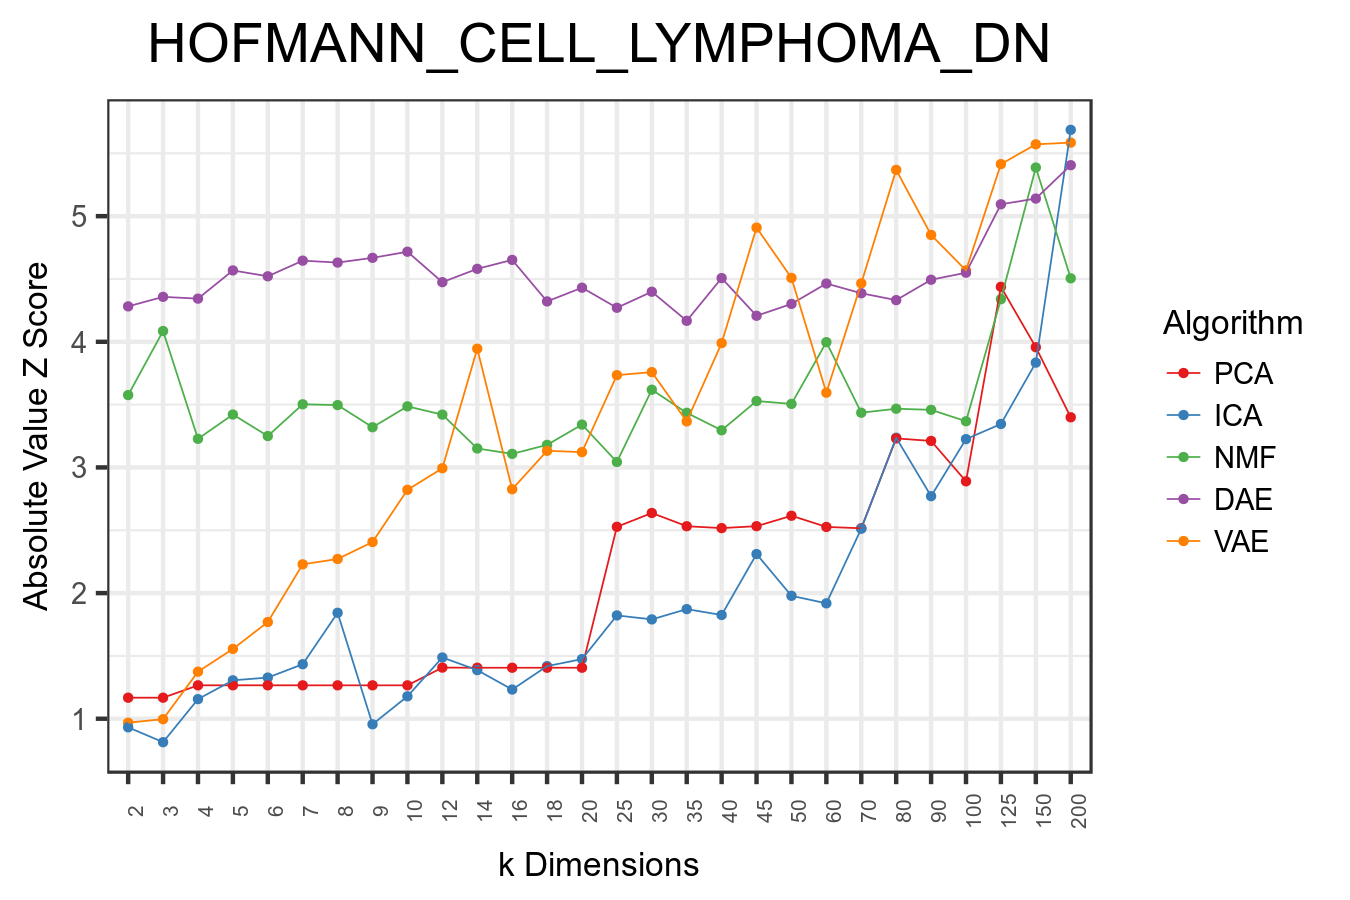 HOFMANN_CELL_LYMPHOMA_DN
Absolute Value Z Score
5
4
3
2
1
2 3 4 5 6 7 8 9 10 12 14 16 18 20 25 30 35 40 45 50 60 70 80 90 100 125 150 200
k Dimensions
Algorithm
PCA
ICA
NMF
DAE
VAE